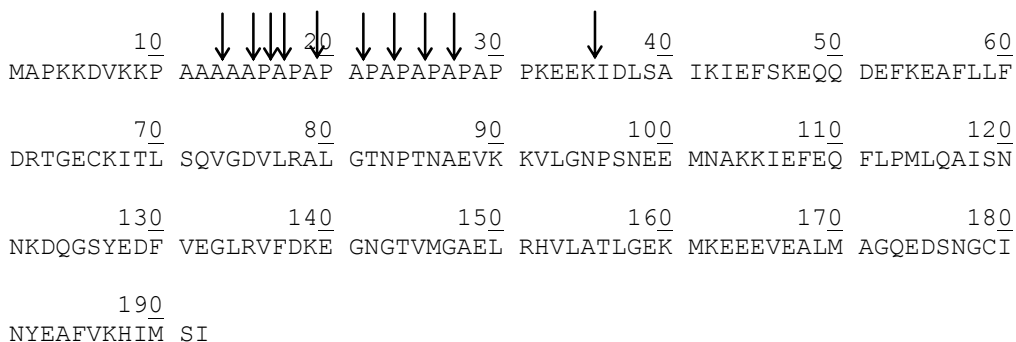 10 20 30 40 50 60
MAPKKDVKKP AAAAAPAPAP APAPAPAPAP PKEEKIDLSA IKIEFSKEQQ DEFKEAFLLF
70 80 90 100 110 120
DRTGECKITL SQVGDVLRAL GTNPTNAEVK KVLGNPSNEE MNAKKIEFEQ FLPMLQAISN
130 140 150 160 170 180
NKDQGSYEDF VEGLRVFDKE GNGTVMGAEL RHVLATLGEK MKEEEVEALM AGQEDSNGCI
190
NYEAFVKHIM SI